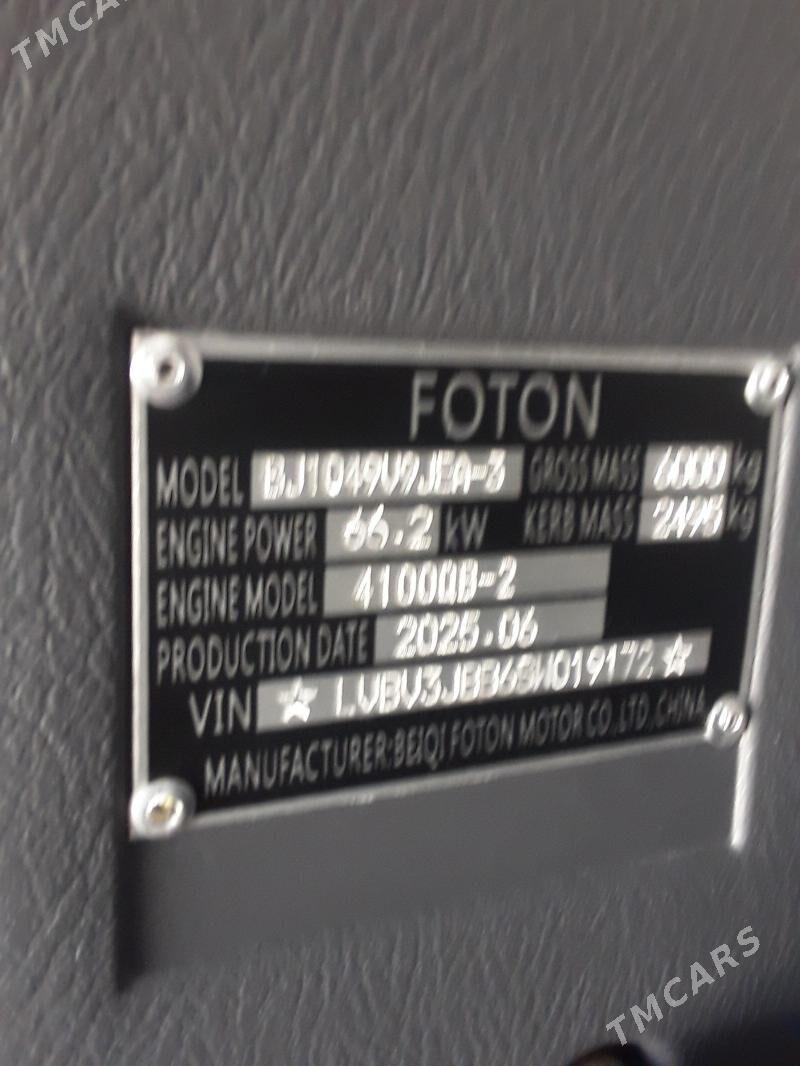 TMCARS
FOTON
MODEL BJ1049V9JEA-3 GROSS MASS 6000 kg
ENGINE POWER 66.2 kW KERB MASS 2495 kg
ENGINE MODEL 4100QB-2
PRODUCTION DATE 2025.06
VIN ☆ ☆
MANUFACTURER:BEIQI FOTON MOTOR CO.,LTD.,CHINA
TMCARS